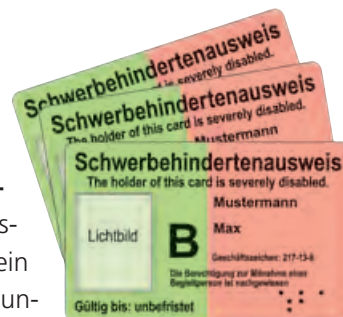 Schwerbehindertenausweis
The holder of this card is severely disabled.
Schwerbehindertenausweis
The holder of this card is severely disabled.
Mustermann
Schwerbehindertenausweis
The holder of this card is severely disabled.
Mustermann
Lichtbild
B
Max
Geschäftszeichen: 217-13-8
Die Berechtigung zur Mitnahme einer
Begleitperson ist nachgewiesen
Gültig bis: unbefristet
s-
ein
un-